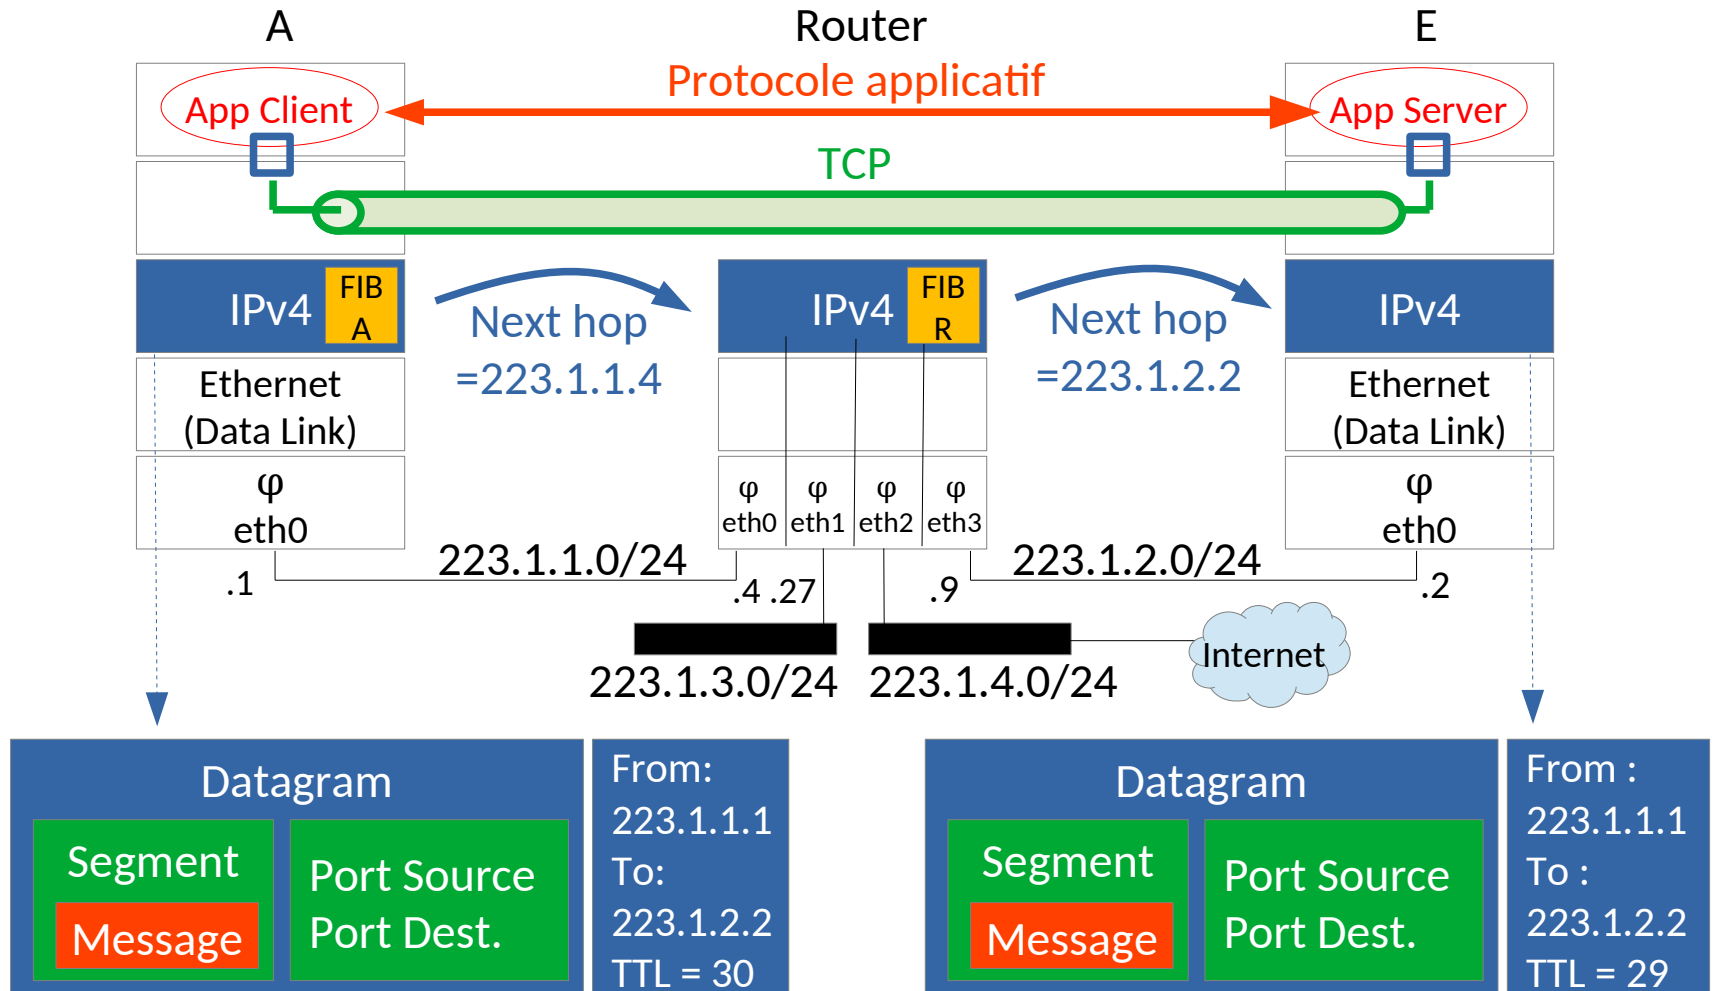 A
Router
E
Protocole applicatif
App Client
App Server
TCP
IPv4
FIB
A
Next hop
=223.1.1.4
IPv4
FIB
R
Next hop
=223.1.2.2
IPv4
Ethernet
(Data Link)
Ethernet
(Data Link)
φ
eth0
φ
eth0
φ
eth1
φ
eth2
φ
eth3
φ
eth0
.1
223.1.1.0/24
.4 .27
.9
223.1.2.0/24
.2
223.1.3.0/24
223.1.4.0/24
Internet
Datagram
Segment
Message
Port Source
Port Dest.
From:
223.1.1.1
To:
223.1.2.2
TTL = 30
Datagram
Segment
Message
Port Source
Port Dest.
From :
223.1.1.1
To :
223.1.2.2
TTL = 29